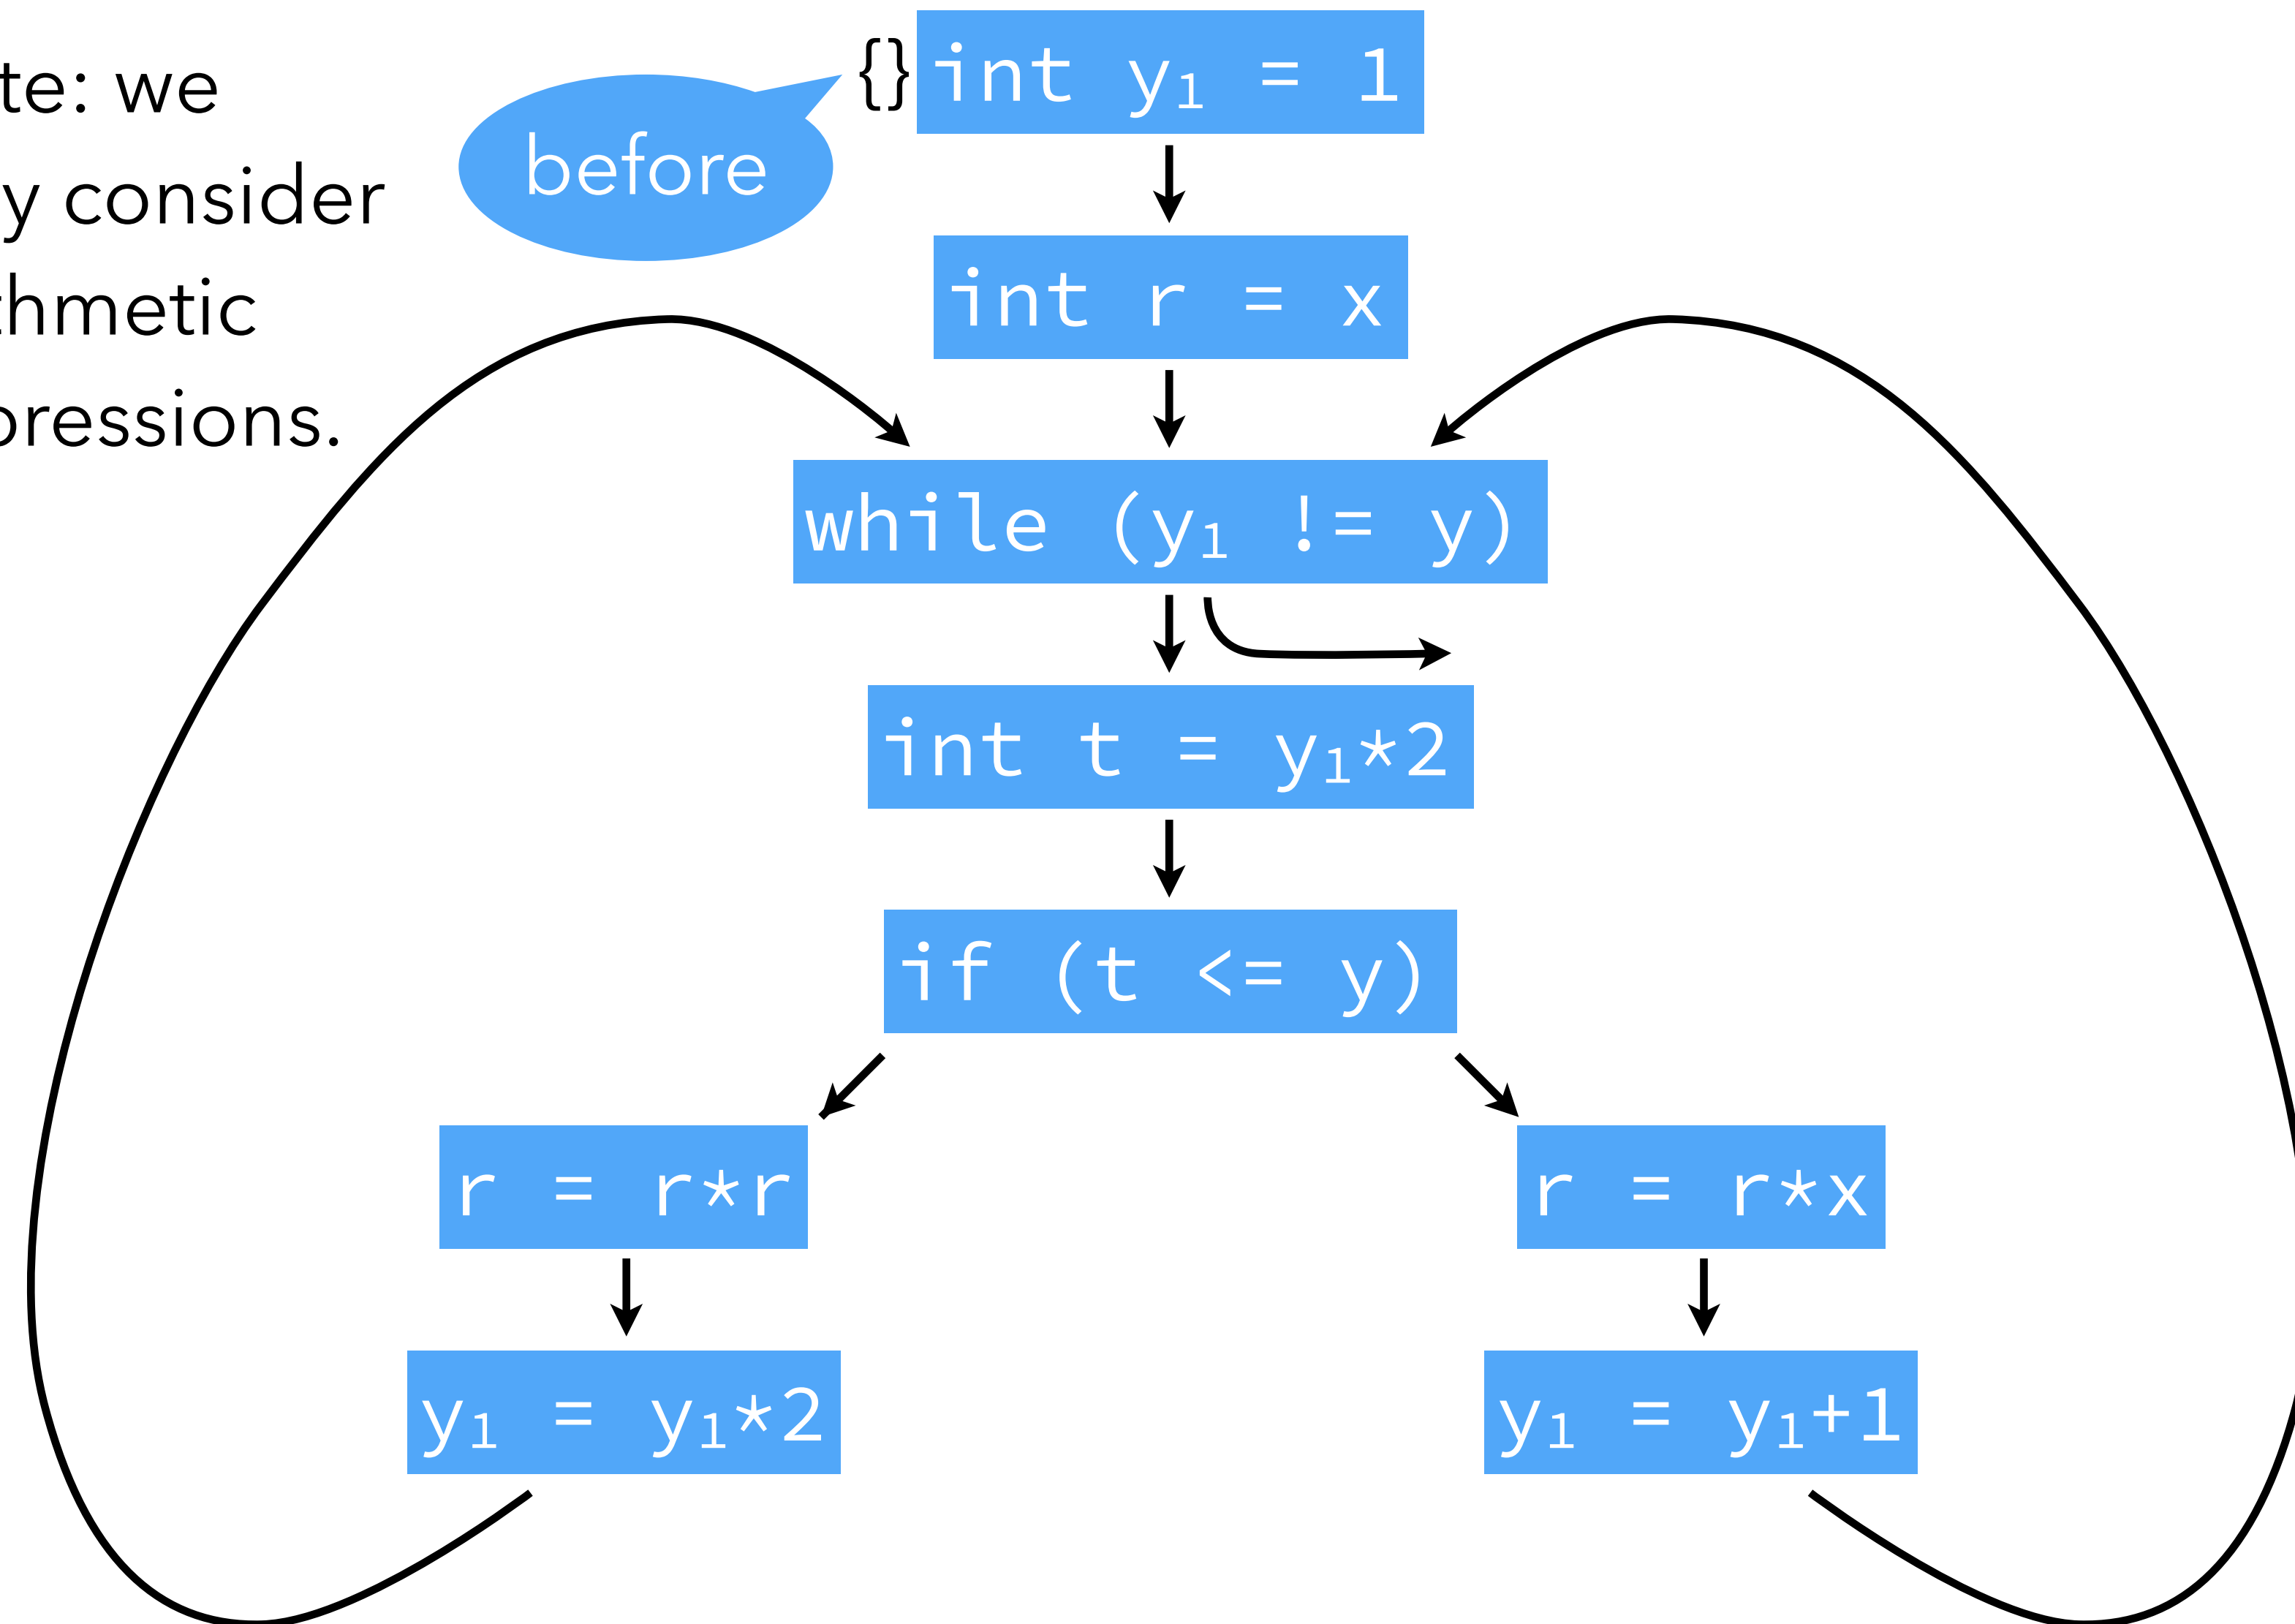 te: we
y consider
hmetic
ressions.
before
{}
int y₁ = 1
int r = x
while (y₁ != y)
int t = y₁*2
if (t <= y)
r = r*r
r = r*x
y₁ = y₁*2
y₁ = y₁+1